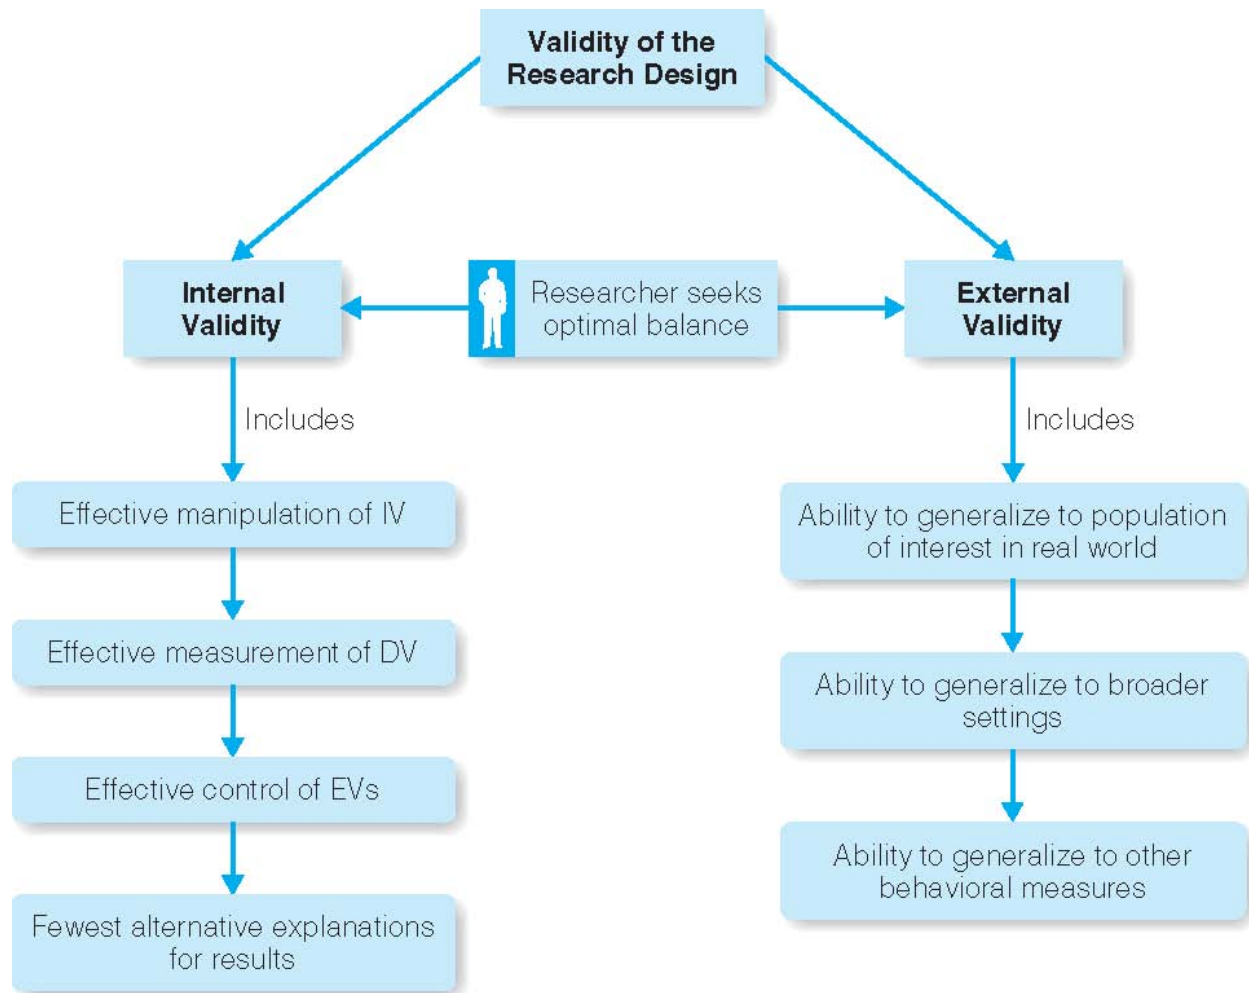 Validity of the
Research Design
Internal
Validity
Researcher seeks
optimal balance
External
Validity
Includes
Includes
Effective manipulation of IV
Effective measurement of DV
Effective control of EVs
Fewest alternative explanations
for results
Ability to generalize to population
of interest in real world
Ability to generalize to broader
settings
Ability to generalize to other
behavioral measures